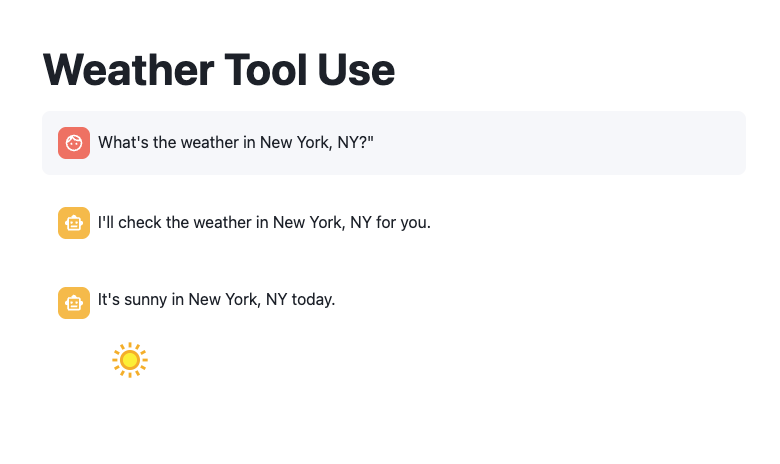 Weather Tool Use
What's the weather in New York, NY?"
I'll check the weather in New York, NY for you.
It's sunny in New York, NY today.